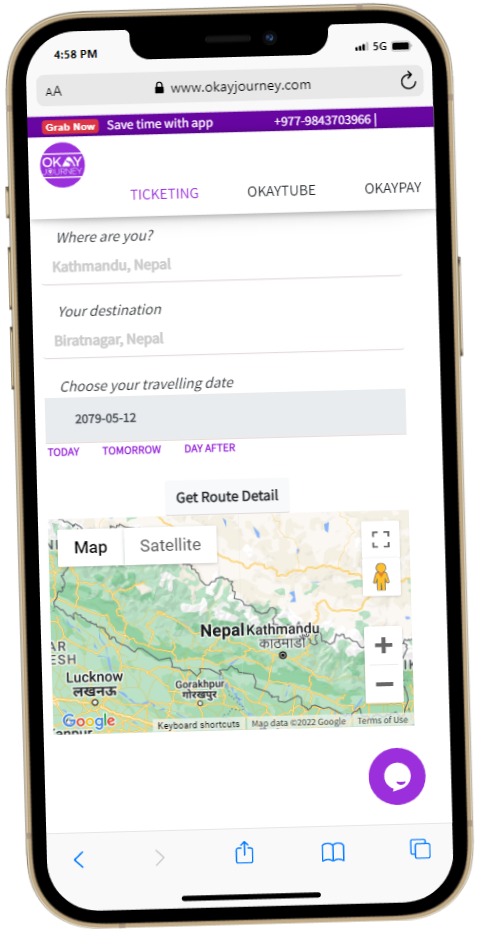 4:58 PM 5G
AA www.okayjourney.com
Grab Now Save time with app +977-9843703966 |
OKAY
JOURNEY
TICKETING OKAYTUBE OKAYPAY
Where are you?
Kathmandu, Nepal
Your destination
Biratnagar, Nepal
Choose your travelling date
2079-05-12
TODAY TOMORROW DAY AFTER
Get Route Detail
Map Satellite
Nepal Kathmandu
काठमाडौँ
AR
ESH
Lucknow
लखनऊ
Gorakhpur
गोरखपुर
Google
Keyboard shortcuts Map data ©2022 Google Terms of Use